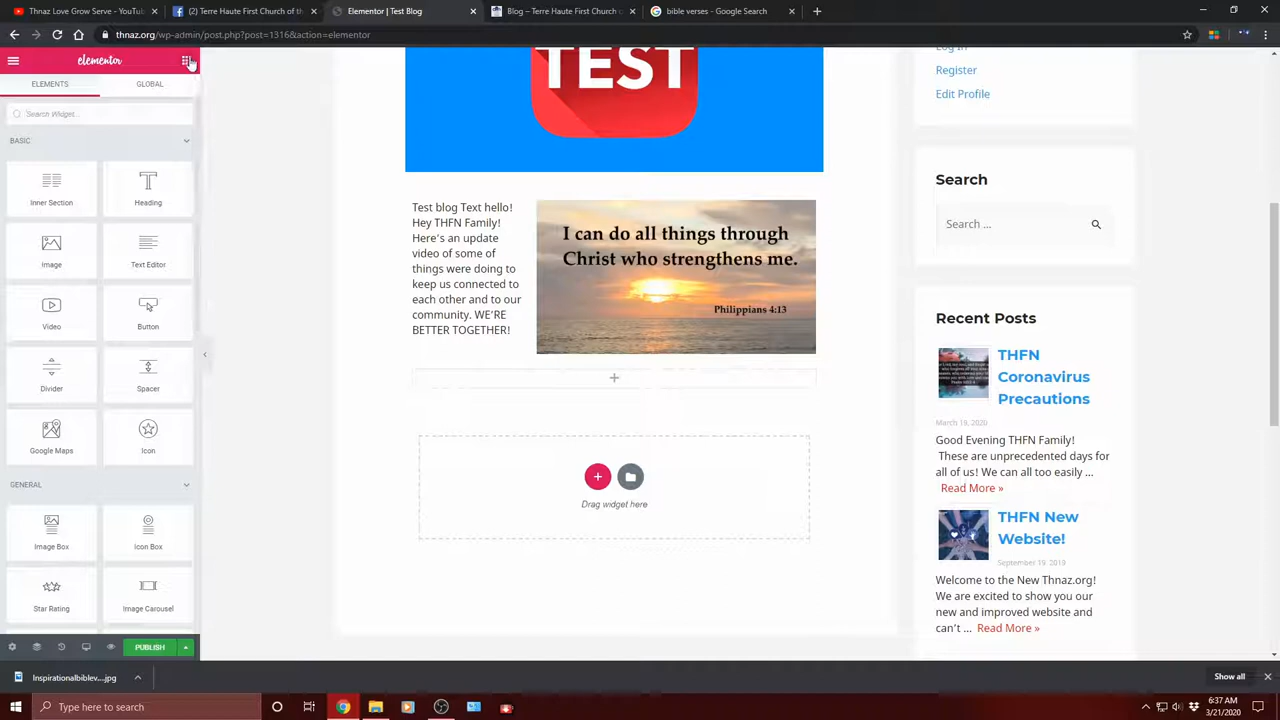 Thnaz Love Grow Serve - YouTub
(2) Terre Haute First Church of th
Elementor | Test Blog
Blog – Terre Haute First Church o
bible verses - Google Search
thnaz.org/wp-admin/post.php?post=1316&action=elementor
elementor
ELEMENTS
GLOBAL
Search Widget...
BASIC
Inner Section
Heading
Image
Text Editor
Video
Button
Divider
Spacer
Google Maps
Icon
GENERAL
Image Box
Icon Box
Star Rating
Image Carousel
PUBLISH
TEST
Test blog Text hello!
Hey THFN Family!
Here's an update
video of some of
things were doing to
keep us connected to
each other and to our
community. WE'RE
BETTER TOGETHER!
I can do all things through
Christ who strengthens me.
Philippians 4:13
Drag widget here
Log In
Register
Edit Profile
Search
Search ...
Recent Posts
THFN
Coronavirus
Precautions
March 19, 2020
Good Evening THFN Family!
These are unprecedented days for
all of us! We can all too easily ...
Read More »
THFN New
Website!
September 19, 2019
Welcome to the New Thnaz.org!
We are excited to show you our
new and improved website and
can't ... Read More »
Inspirationalbiblev....jpg
Show all
Type here to search
6:37 AM
3/21/2020